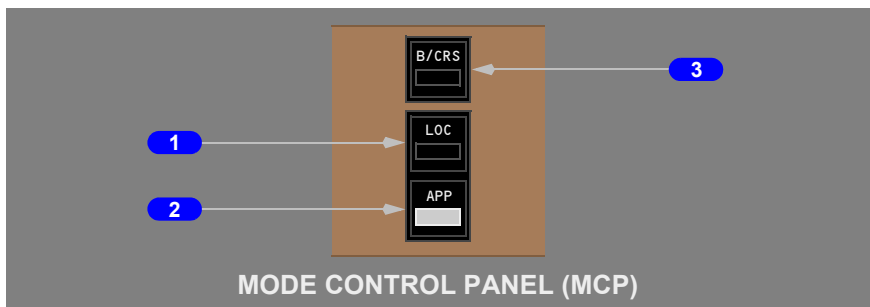 B/CRS
3
LOC
1
APP
2
MODE CONTROL PANEL (MCP)